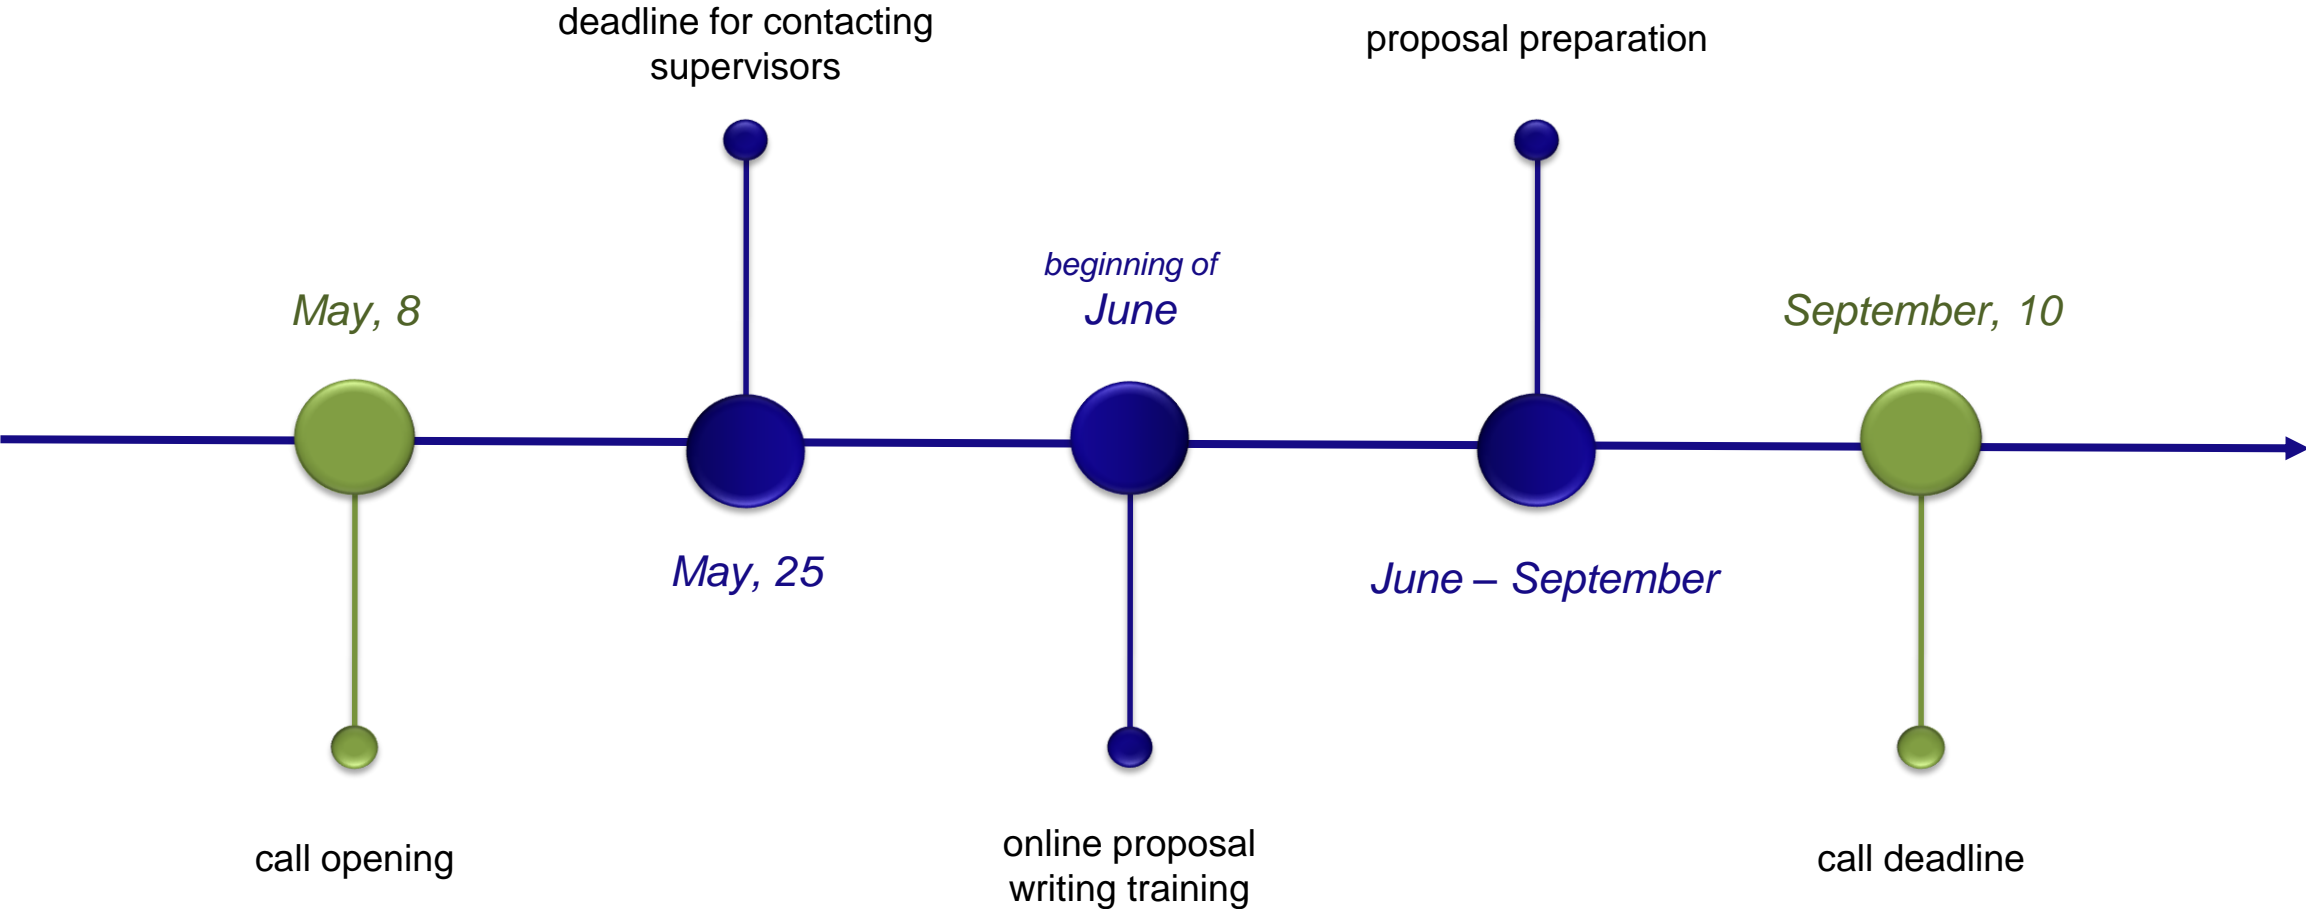 deadline for contacting
supervisors
proposal preparation
May, 8
beginning of
June
September, 10
May, 25
June – September
call opening
online proposal
writing training
call deadline